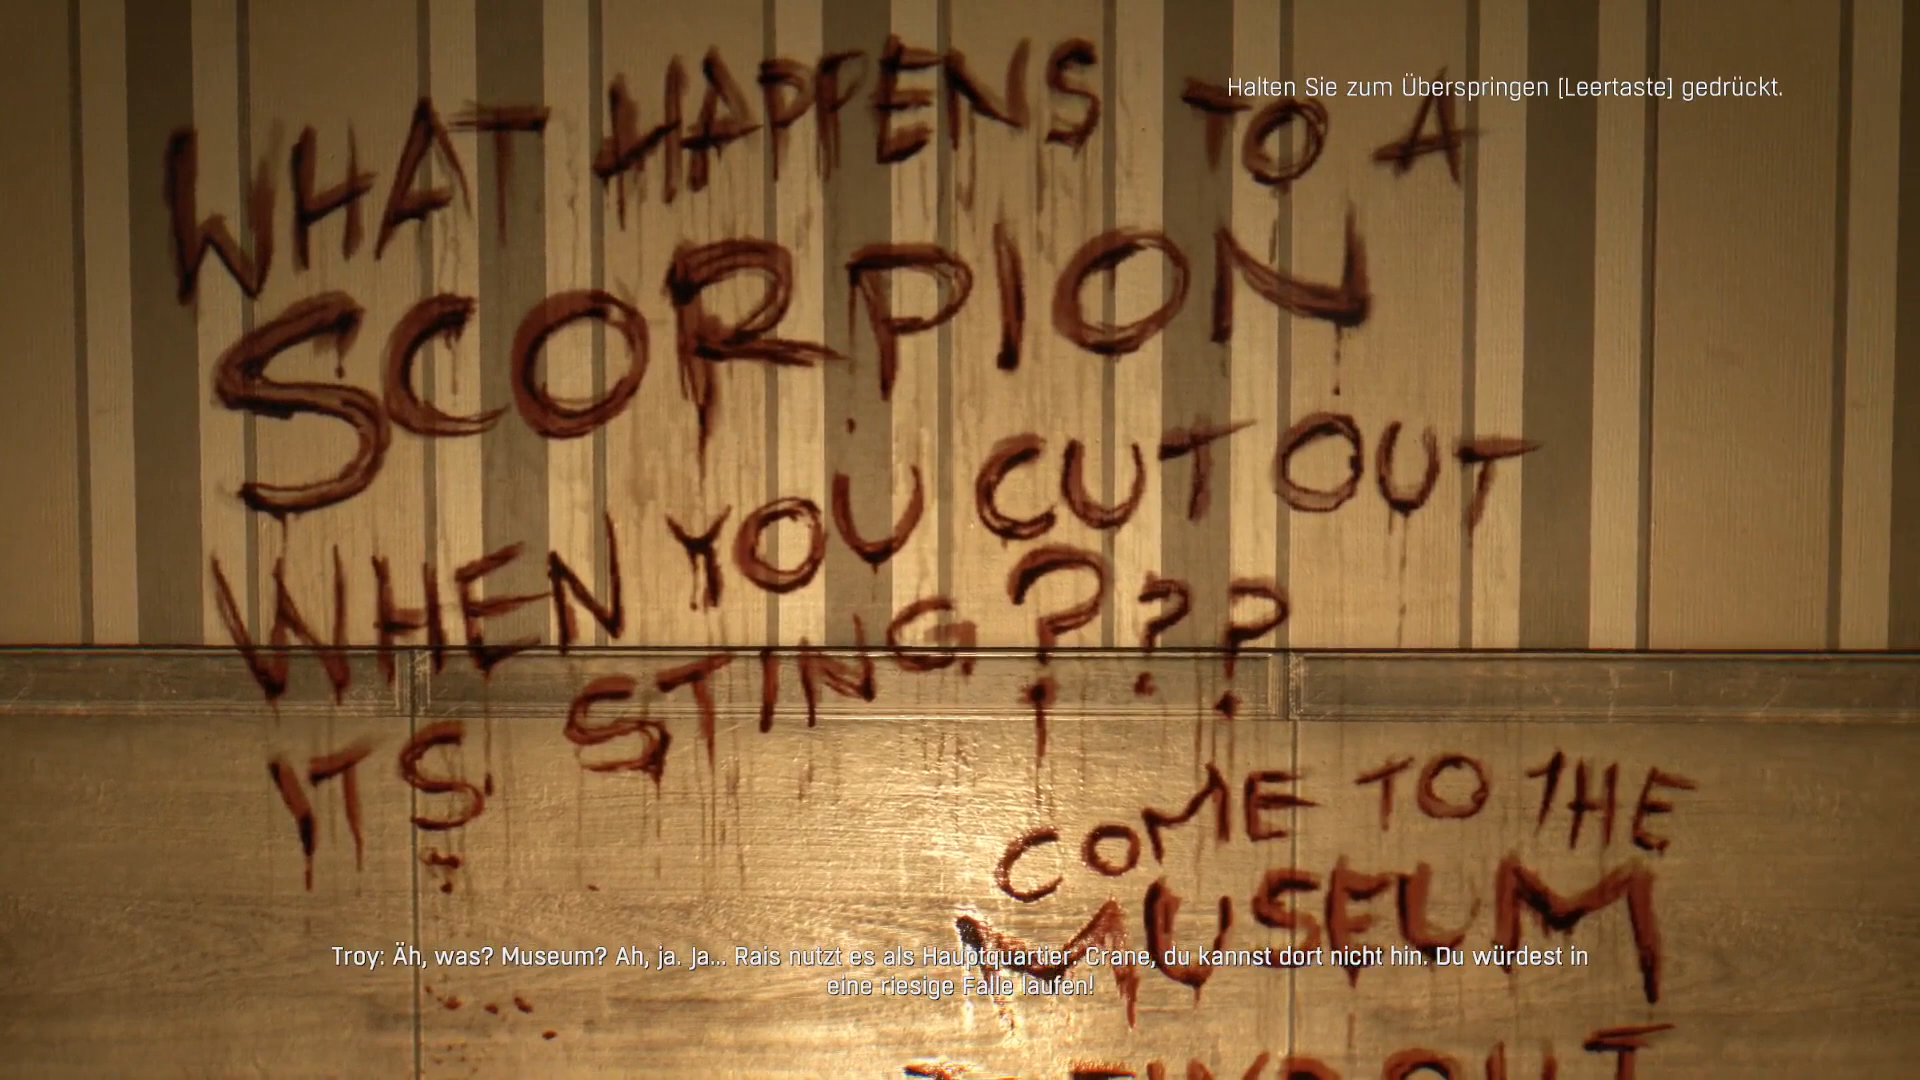 Halten Sie zum Überspringen [Leertaste] gedrückt.
WHAT HAPPENS TO A
SCORPION
WHEN YOU CUT OUT
ITS STING???
COME TO THE
MUSEUM
FIND OUT
Troy: Äh, was? Museum? Ah, ja. Ja... Rais nutzt es als Hauptquartier. Crane, du kannst dort nicht hin. Du würdest in
eine riesige Falle laufen!